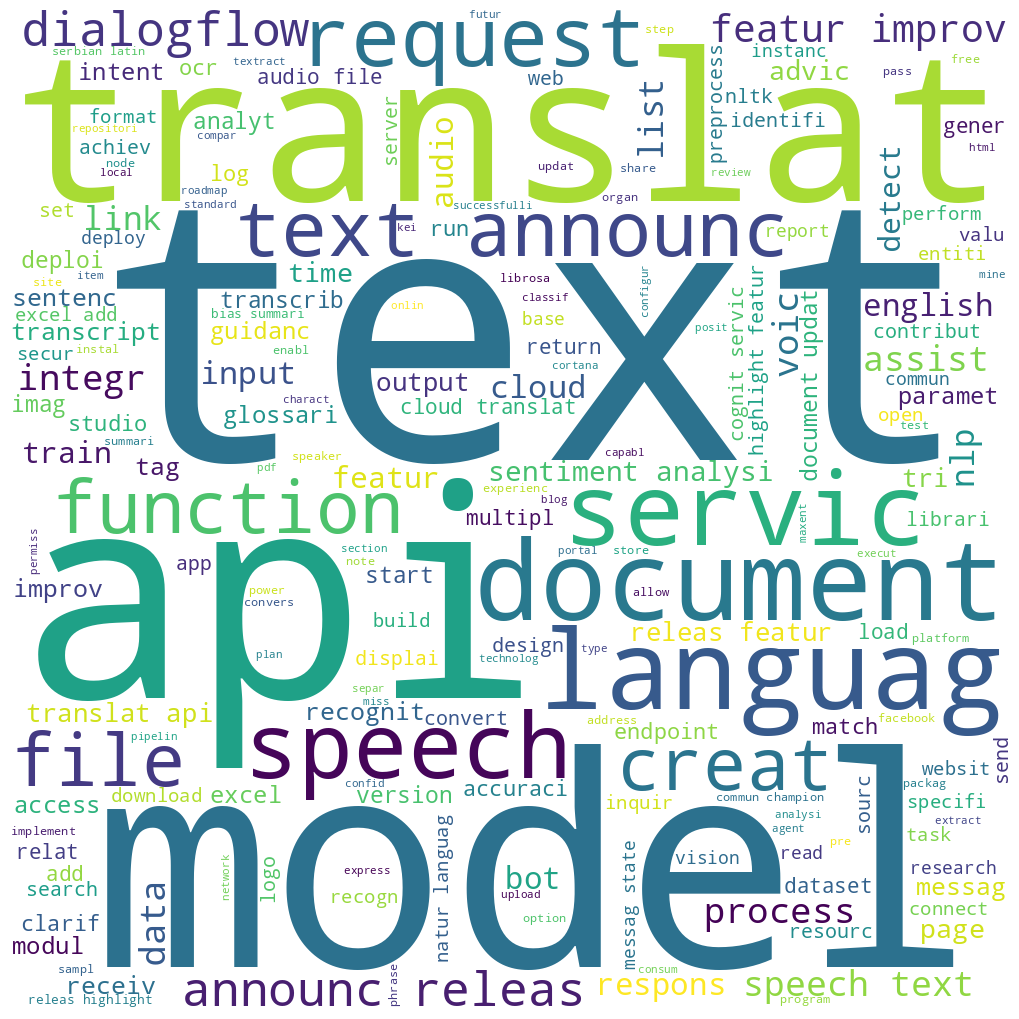 futur
dialogflow
request
featur improv
step
serbian latin
textract
intent
ocr
audio file
web
instanc
advic
pass
free
translat
format
analyt
server
audio
list
preprocess
nltk
identifi
gener
repositori
achiev
compar
node
local
log
updat
share
review
html
roadmap
standard
successfulli
organ
set
link
text announc
detect
perform
deploy
kei
run
report
valu
text
deploi
item
time
librosa
configur
entiti
mine
site
sentenc
transcrib
onlin
classif
english
excel add
bias summari
base
voic
transcript
guidanc
posit
contribut
secur
instal
enabl
return
cognit servic
highlight featur
document updat
assist
integr
input
output
cloud
cortana
commun
paramet
imag
charact
glossari
cloud translat
open
studio
summari
test
train
tag
pdf
speaker
featur
sentiment analysi
capabl
nlp
tri
function
experienc
blog
servic
multipl
maxent
librari
permiss
api
section
note
portal
store
execut
document
improv
app
power
convers
start
allow
build
releas featur
load
platform
plan
displai
design
technolog
type
languag
separ
miss
translat api
recognit
convert
address
endpoint
match
facebook
file
pipelin
speech
creat
send
access
download
excel
confid
version
accuraci
inquir
commun champion
websit
packag
sourc
specifi
implement
model
analysi
agent
extract
relat
task
pre
add
search
network
logo
express
recogn
natur languag
bot
upload
option
vision
read
research
dataset
messag
clarif
data
messag state
process
connect
modul
resourc
page
sampl
receiv
phrase
consum
releas highlight
announc releas
respons
speech text
program